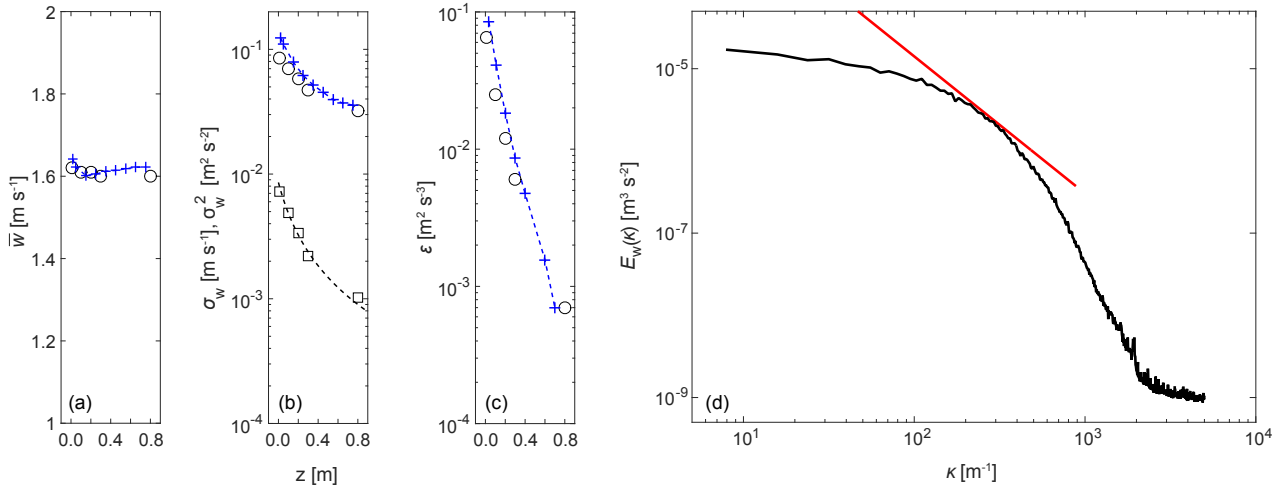 2
1.8
1.6
1.4
1.2
1
w̅ [m s⁻¹]
(a)
0.0 0.4 0.8
10⁻¹
10⁻²
10⁻³
10⁻⁴
σ_w [m s⁻¹], σ_w² [m² s⁻²]
(b)
0.0 0.4 0.8
z [m]
10⁻¹
10⁻²
10⁻³
10⁻⁴
ε [m² s⁻³]
(c)
0.0 0.4 0.8
10⁻⁵
10⁻⁷
10⁻⁹
E_w(κ) [m³ s⁻²]
(d)
10¹ 10² 10³ 10⁴
κ [m⁻¹]